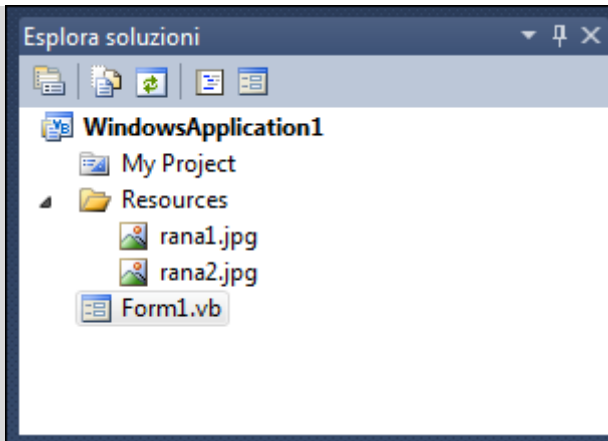 Esplora soluzioni
WindowsApplication1
My Project
Resources
rana1.jpg
rana2.jpg
Form1.vb